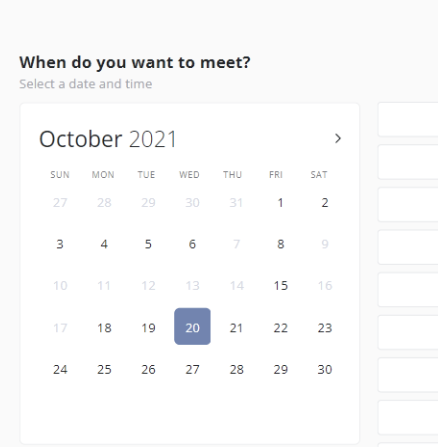 When do you want to meet?
Select a date and time
October 2021 >
SUN MON TUE WED THU FRI SAT
27 28 29 30 31 1 2
3 4 5 6 7 8 9
10 11 12 13 14 15 16
17 18 19 20 21 22 23
24 25 26 27 28 29 30